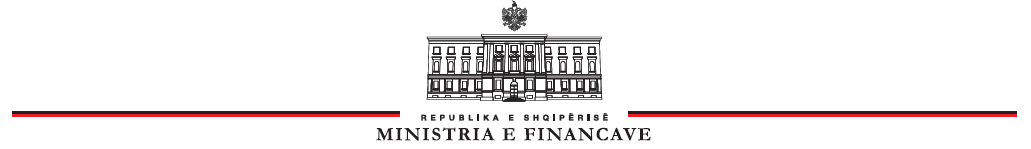 REPUBLIKA E SHQIPËRISË
MINISTRIA E FINANCAVE